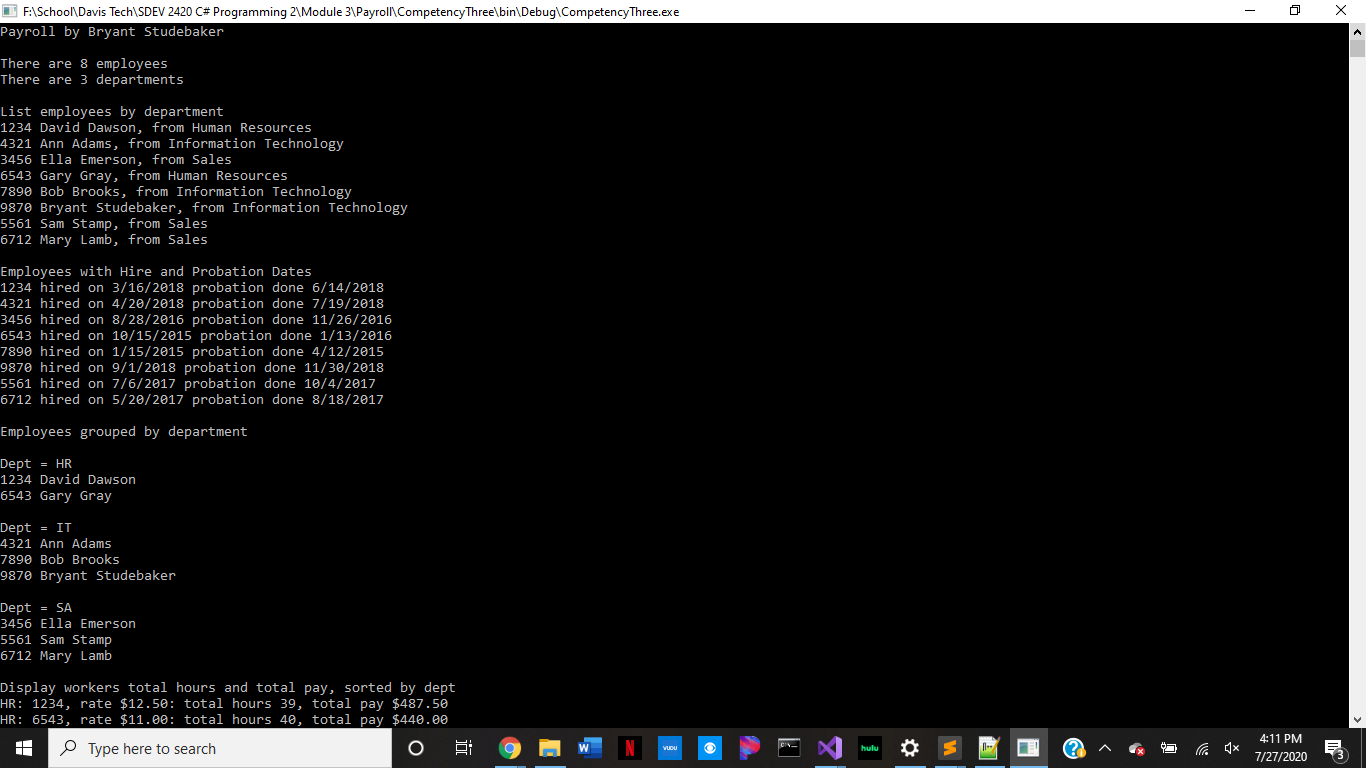 F:\School\Davis Tech\SDEV 2420 C# Programming 2\Module 3\Payroll\CompetencyThree\bin\Debug\CompetencyThree.exe
Payroll by Bryant Studebaker
There are 8 employees
There are 3 departments
List employees by department
1234 David Dawson, from Human Resources
4321 Ann Adams, from Information Technology
3456 Ella Emerson, from Sales
6543 Gary Gray, from Human Resources
7890 Bob Brooks, from Information Technology
9870 Bryant Studebaker, from Information Technology
5561 Sam Stamp, from Sales
6712 Mary Lamb, from Sales
Employees with Hire and Probation Dates
1234 hired on 3/16/2018 probation done 6/14/2018
4321 hired on 4/20/2018 probation done 7/19/2018
3456 hired on 8/28/2016 probation done 11/26/2016
6543 hired on 10/15/2015 probation done 1/13/2016
7890 hired on 1/15/2015 probation done 4/12/2015
9870 hired on 9/1/2018 probation done 11/30/2018
5561 hired on 7/6/2017 probation done 10/4/2017
6712 hired on 5/20/2017 probation done 8/18/2017
Employees grouped by department
Dept = HR
1234 David Dawson
6543 Gary Gray
Dept = IT
4321 Ann Adams
7890 Bob Brooks
9870 Bryant Studebaker
Dept = SA
3456 Ella Emerson
5561 Sam Stamp
6712 Mary Lamb
Display workers total hours and total pay, sorted by dept
HR: 1234, rate $12.50: total hours 39, total pay $487.50
HR: 6543, rate $11.00: total hours 40, total pay $440.00
Type here to search
W
N
VUDU
hulu
4:11 PM
7/27/2020
3